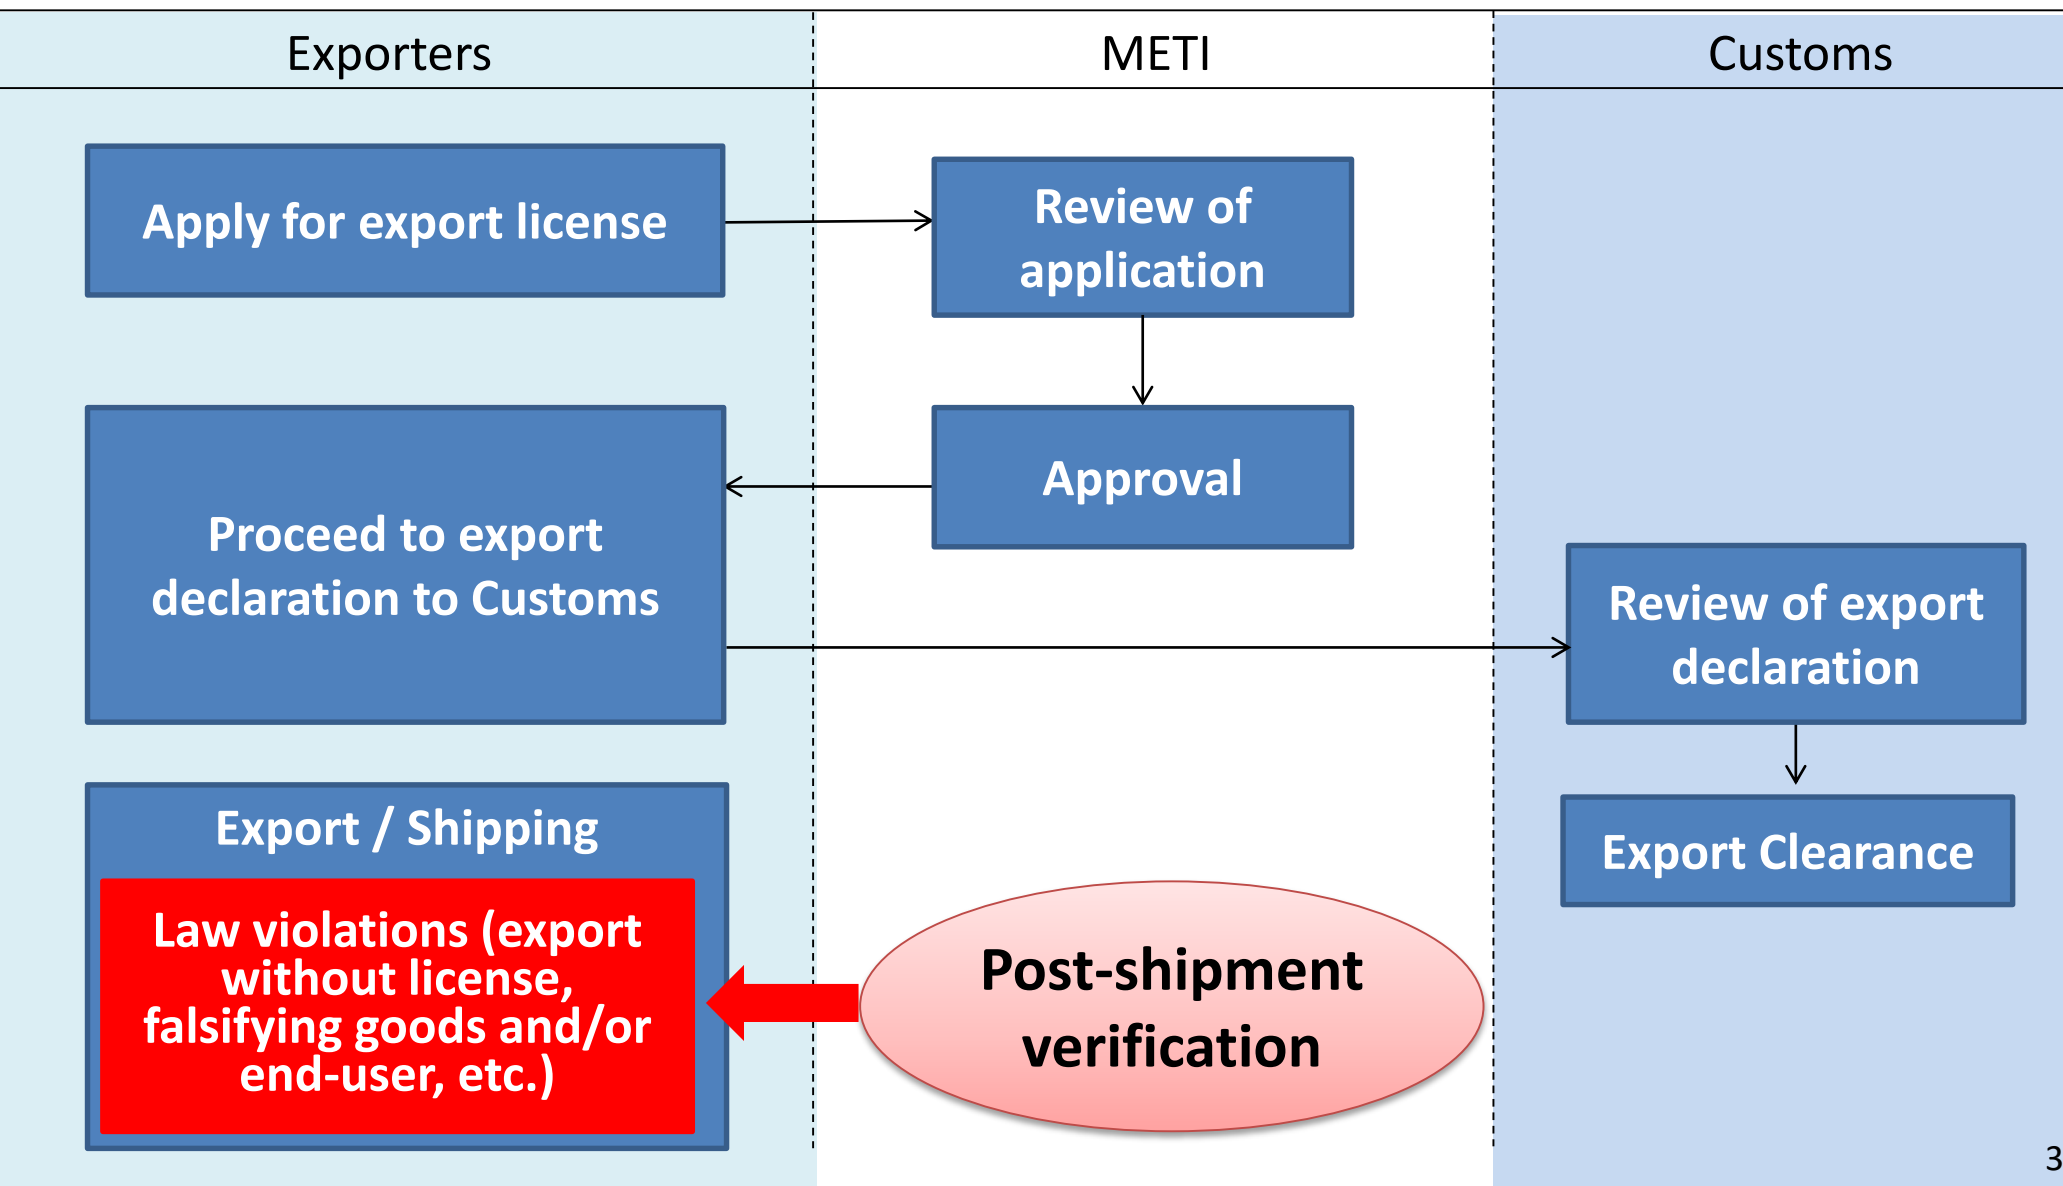 Exporters
METI
Customs
Apply for export license
Review of
application
Proceed to export
declaration to Customs
Approval
Review of export
declaration
Export / Shipping
Law violations (export
without license,
falsifying goods and/or
end-user, etc.)
Post-shipment
verification
Export Clearance
3